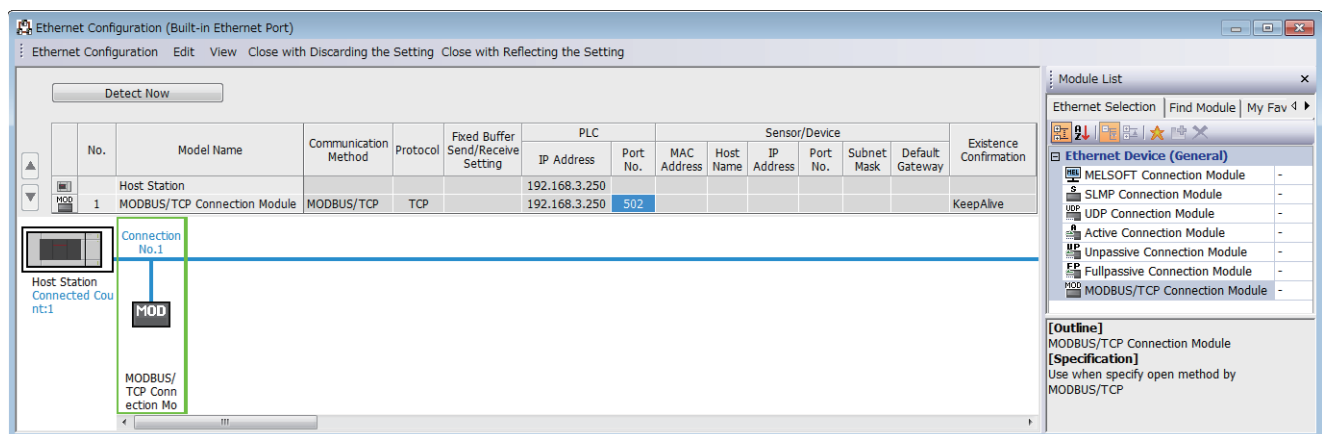 Ethernet Configuration (Built-in Ethernet Port)
Ethernet Configuration Edit View Close with Discarding the Setting Close with Reflecting the Setting
Detect Now
No. Model Name Communication Method Protocol Fixed Buffer Send/Receive Setting PLC Sensor/Device Existence Confirmation
IP Address Port No. MAC Address Host Name IP Address Port No. Subnet Mask Default Gateway
Host Station 192.168.3.250
MOD 1 MODBUS/TCP Connection Module MODBUS/TCP TCP 192.168.3.250 502 KeepAlive
Connection
No.1
Host Station
Connected Cou
nt:1
MOD
MODBUS/
TCP Conn
ection Mo
Module List
Ethernet Selection Find Module My Fav
Ethernet Device (General)
MEL MELSOFT Connection Module -
S SLMP Connection Module -
UDP UDP Connection Module -
A Active Connection Module -
UP Unpassive Connection Module -
FP Fullpassive Connection Module -
MOD MODBUS/TCP Connection Module -
[Outline]
MODBUS/TCP Connection Module
[Specification]
Use when specify open method by
MODBUS/TCP